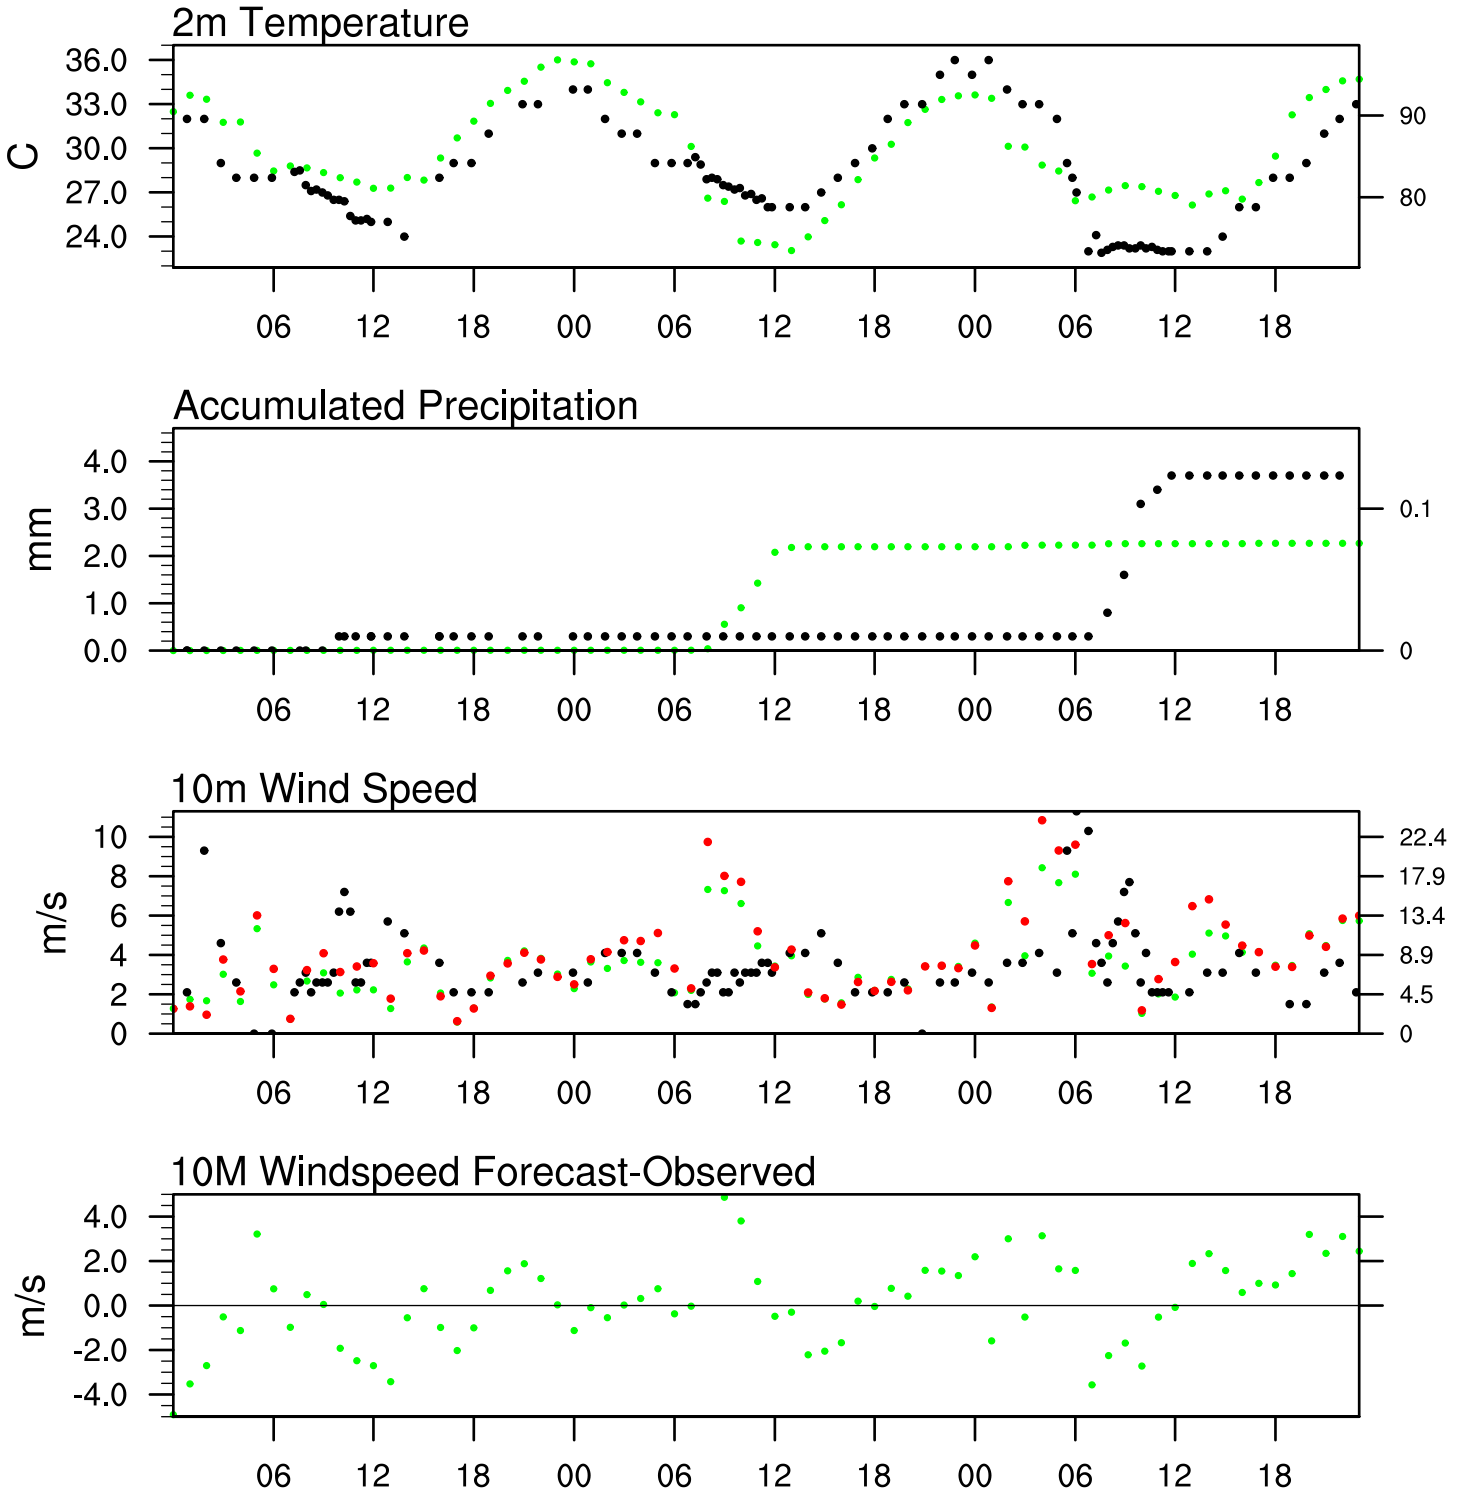 2m Temperature
36.0
33.0
30.0
27.0
24.0
C
90
80
06 12 18 00 06 12 18 00 06 12 18
Accumulated Precipitation
4.0
3.0
2.0
1.0
0.0
mm
0.1
0
06 12 18 00 06 12 18 00 06 12 18
10m Wind Speed
10
8
6
4
2
0
m/s
22.4
17.9
13.4
8.9
4.5
0
06 12 18 00 06 12 18 00 06 12 18
10M Windspeed Forecast-Observed
4.0
2.0
0.0
-2.0
-4.0
m/s
06 12 18 00 06 12 18 00 06 12 18